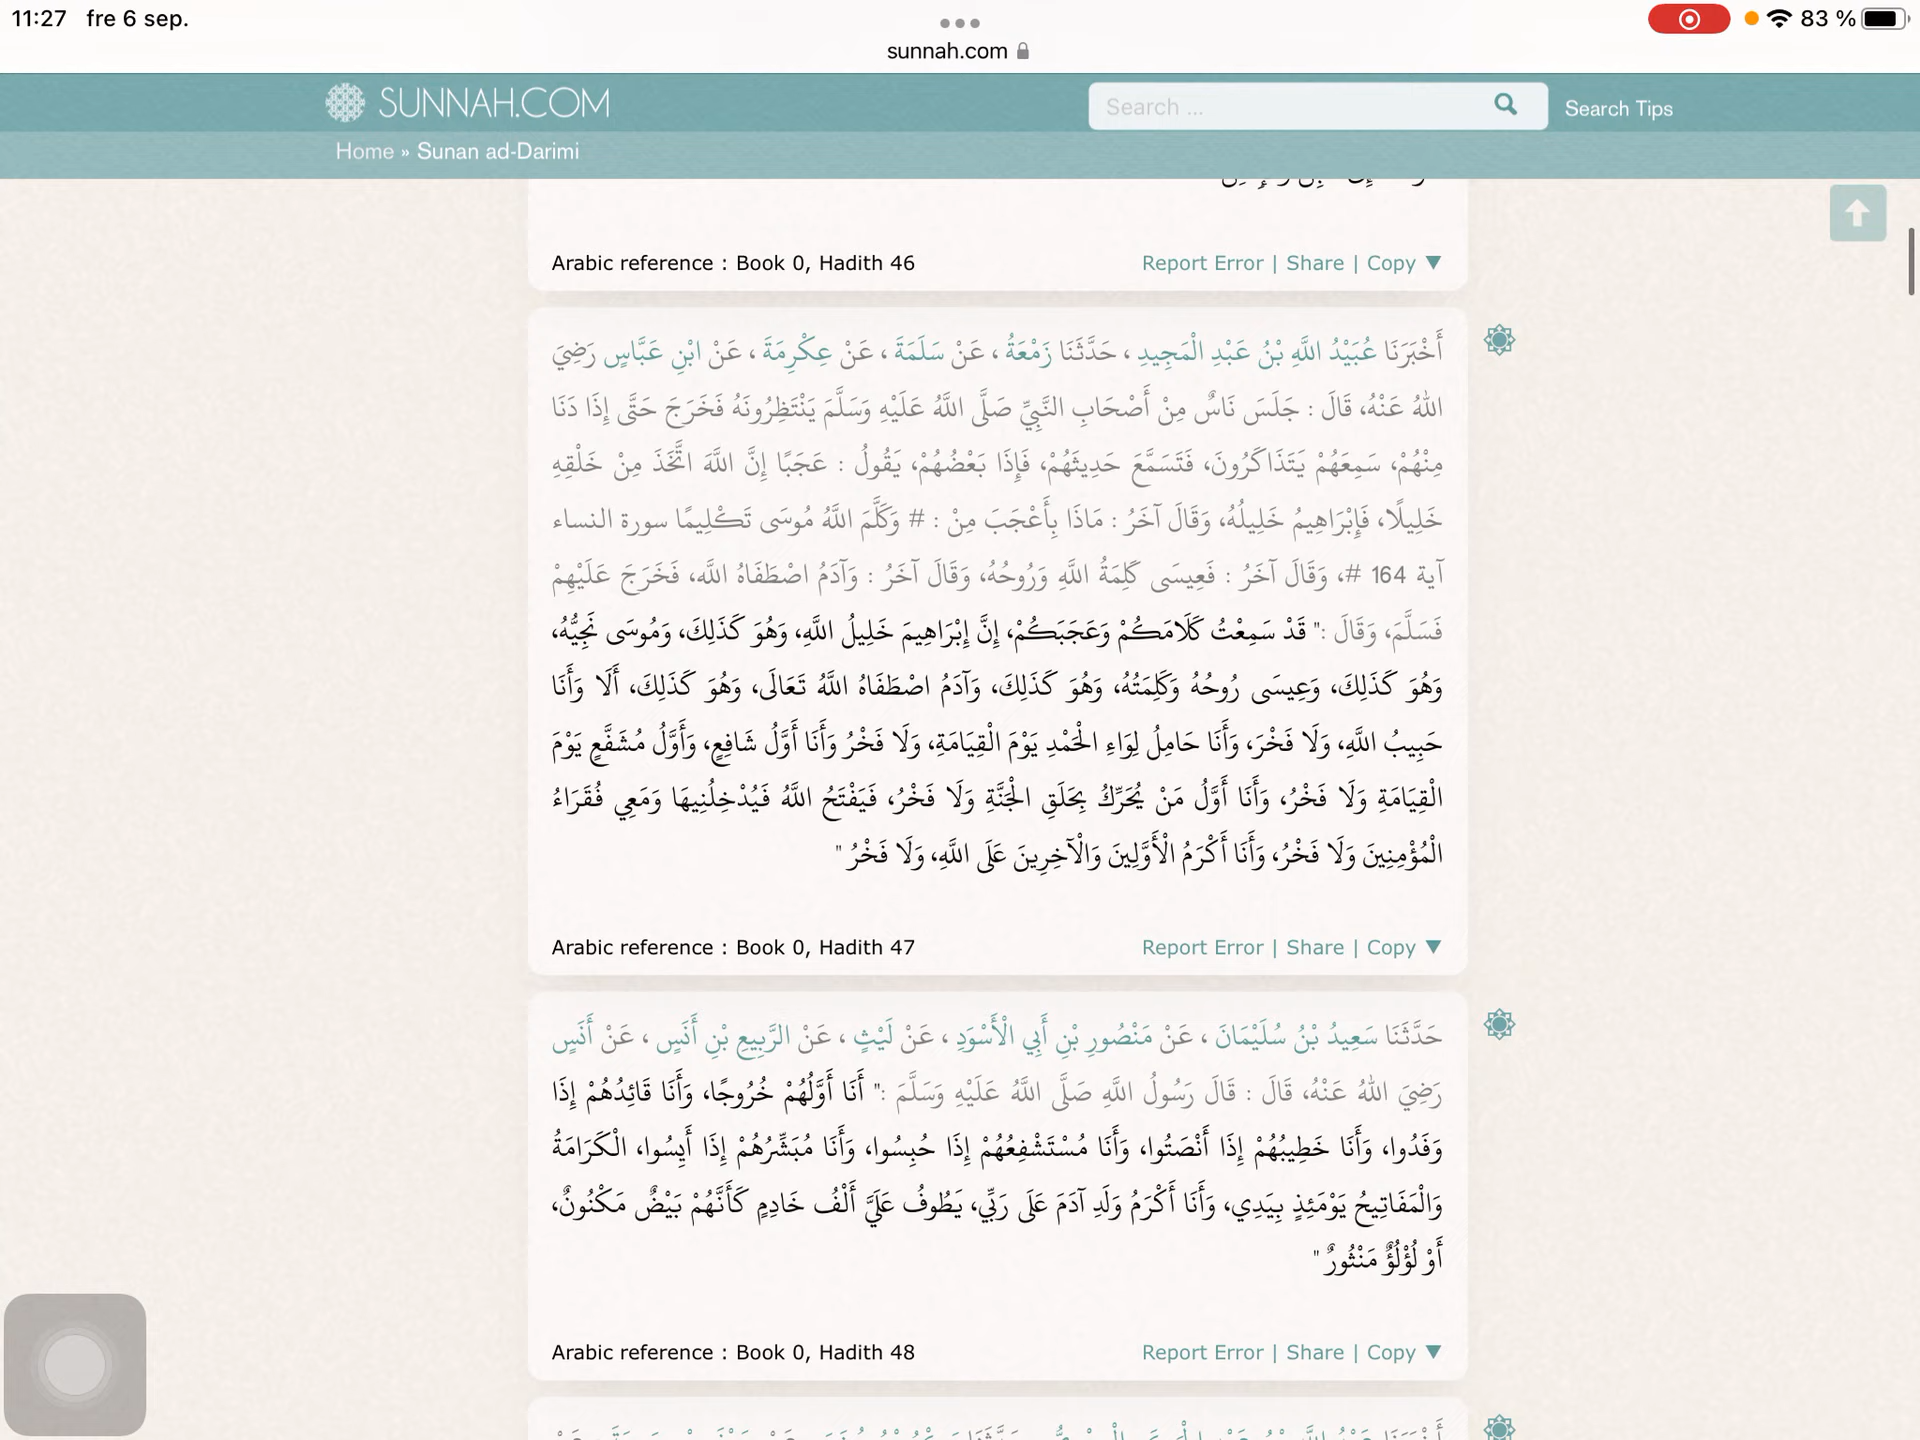 11:27 fre 6 sep.
83 %
sunnah.com
SUNNAH.COM
Search ...
Search Tips
Home » Sunan ad-Darimi
Arabic reference : Book 0, Hadith 46
Report Error | Share | Copy ▼
أَخْبَرَنَا عُبَيْدُ اللَّهِ بْنُ عَبْدِ الْمَجِيدِ ، حَدَّثَنَا زَمْعَةُ ، عَنْ سَلَمَةَ ، عَنْ عِكْرِمَةَ ، عَنْ ابْنِ عَبَّاسٍ رَضِيَ
اللهُ عَنْهُ، قَالَ : جَلَسَ نَاسٌ مِنْ أَصْحَابِ النَّبِيِّ صَلَّى اللَّهُ عَلَيْهِ وَسَلَّمَ يَنْتَظِرُونَهُ فَخَرَجَ حَتَّى إِذَا دَنَا
مِنْهُمْ، سَمِعَهُمْ يَتَذَاكَرُونَ، فَتَسَمَّعَ حَدِيثَهُمْ، فَإِذَا بَعْضُهُمْ، يَقُولُ : عَجَبًا إِنَّ اللَّهَ اتَّخَذَ مِنْ خَلْقِهِ
خَلِيلًا، فَإِبْرَاهِيمُ خَلِيلُهُ، وَقَالَ آخَرُ : مَاذَا بِأَعْجَبَ مِنْ : # وَكَلَّمَ اللَّهُ مُوسَى تَكْلِيمًا سورة النساء
آية 164 #، وَقَالَ آخَرُ : فَعِيسَى كَلِمَةُ اللَّهِ وَرُوحُهُ، وَقَالَ آخَرُ : وَآدَمُ اصْطَفَاهُ اللَّه، فَخَرَجَ عَلَيْهِمْ
فَسَلَّمَ، وَقَالَ :" قَدْ سَمِعْتُ كَلَامَكُمْ وَعَجَبَكُمْ، إِنَّ إِبْرَاهِيمَ خَلِيلُ اللَّهِ، وَهُوَ كَذَلِكَ، وَمُوسَى نَجِيُّهُ،
وَهُوَ كَذَلِكَ، وَعِيسَى رُوحُهُ وَكَلِمَتُهُ، وَهُوَ كَذَلِكَ، وَآدَمُ اصْطَفَاهُ اللَّهُ تَعَالَى، وَهُوَ كَذَلِكَ، أَلَا وَأَنَا
حَبِيبُ اللَّهِ، وَلَا فَخْرَ، وَأَنَا حَامِلُ لِوَاءِ الْحَمْدِ يَوْمَ الْقِيَامَةِ، وَلَا فَخْرُ وَأَنَا أَوَّلُ شَافِعٍ، وَأَوَّلُ مُشَفَّعٍ يَوْمَ
الْقِيَامَةِ وَلَا فَخْرُ، وَأَنَا أَوَّلُ مَنْ يُحَرِّكُ بِحَلَقِ الْجَنَّةِ وَلَا فَخْرُ، فَيَفْتَحُ اللَّهُ فَيُدْخِلُنِيهَا وَمَعِي فُقَرَاءُ
الْمُؤْمِنِينَ وَلَا فَخْرُ، وَأَنَا أَكْرَمُ الْأَوَّلِينَ وَالْآخِرِينَ عَلَى اللَّهِ، وَلَا فَخْرُ "
Arabic reference : Book 0, Hadith 47
Report Error | Share | Copy ▼
حَدَّثَنَا سَعِيدُ بْنُ سُلَيْمَانَ ، عَنْ مَنْصُورِ بْنِ أَبِي الْأَسْوَدِ ، عَنْ لَيْثٍ ، عَنْ الرَّبِيعِ بْنِ أَنَسٍ ، عَنْ أَنَسٍ
رَضِيَ اللهُ عَنْهُ، قَالَ : قَالَ رَسُولُ اللَّهِ صَلَّى اللَّهُ عَلَيْهِ وَسَلَّمَ :" أَنَا أَوَّلُهُمْ خُرُوجًا، وَأَنَا قَائِدُهُمْ إِذَا
وَفَدُوا، وَأَنَا خَطِيبُهُمْ إِذَا أَنْصَتُوا، وَأَنَا مُسْتَشْفِعُهُمْ إِذَا حُبِسُوا، وَأَنَا مُبَشِّرُهُمْ إِذَا أَيِسُوا، الْكَرَامَةُ
وَالْمَفَاتِيحُ يَوْمَئِذٍ بِيَدِي، وَأَنَا أَكْرَمُ وَلَدِ آدَمَ عَلَى رَبِّي، يَطُوفُ عَلَيَّ أَلْفُ خَادِمٍ كَأَنَّهُمْ بَيْضٌ مَكْنُونٌ،
أَوْ لُؤْلُؤٌ مَنْثُورٌ "
Arabic reference : Book 0, Hadith 48
Report Error | Share | Copy ▼